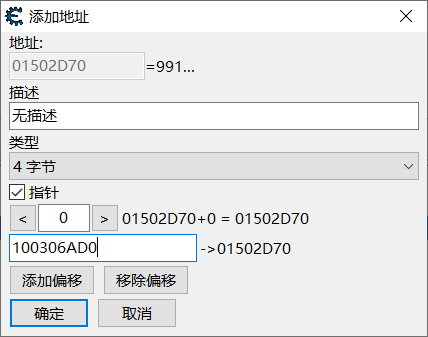 添加地址
地址:
01502D70 =991...
描述
无描述
类型
4 字节
指针
< 0 > 01502D70+0 = 01502D70
100306AD0 ->01502D70
添加偏移 移除偏移
确定 取消